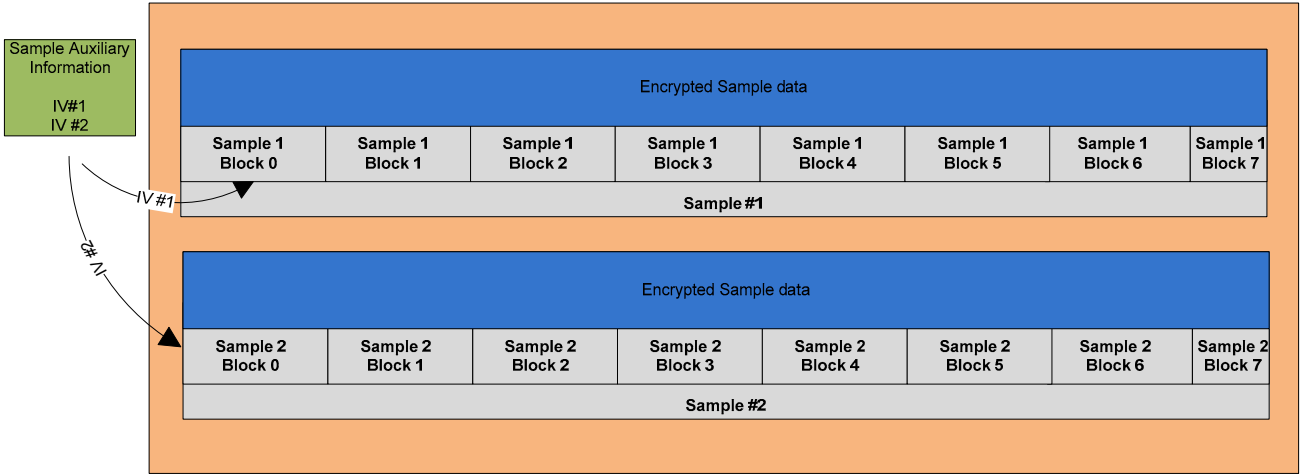 Sample Auxiliary
Information
IV#1
IV #2
Encrypted Sample data
Sample 1 Sample 1 Sample 1 Sample 1 Sample 1 Sample 1 Sample 1 Sample 1
Block 0 Block 1 Block 2 Block 3 Block 4 Block 5 Block 6 Block 7
IV #1
Sample #1
IV #2
Encrypted Sample data
Sample 2 Sample 2 Sample 2 Sample 2 Sample 2 Sample 2 Sample 2 Sample 2
Block 0 Block 1 Block 2 Block 3 Block 4 Block 5 Block 6 Block 7
Sample #2